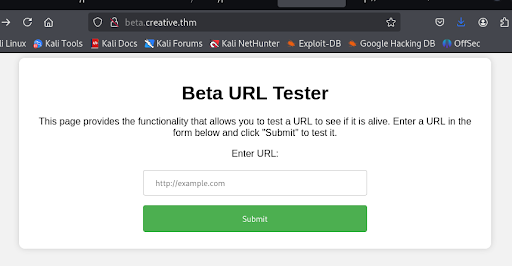 beta.creative.thm
li Linux Kali Tools Kali Docs Kali Forums Kali NetHunter Exploit-DB Google Hacking DB OffSec
Beta URL Tester
This page provides the functionality that allows you to test a URL to see if it is alive. Enter a URL in the
form below and click "Submit" to test it.
Enter URL:
http://example.com
Submit